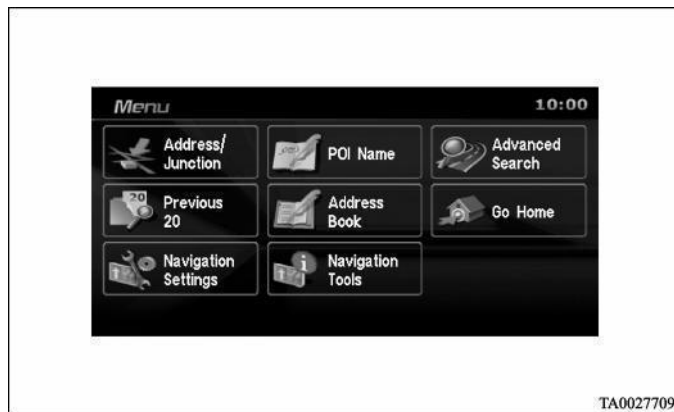 Menu
10:00
Address/
Junction
POI Name
Advanced
Search
Previous
20
Address
Book
Go Home
Navigation
Settings
Navigation
Tools
TA0027709